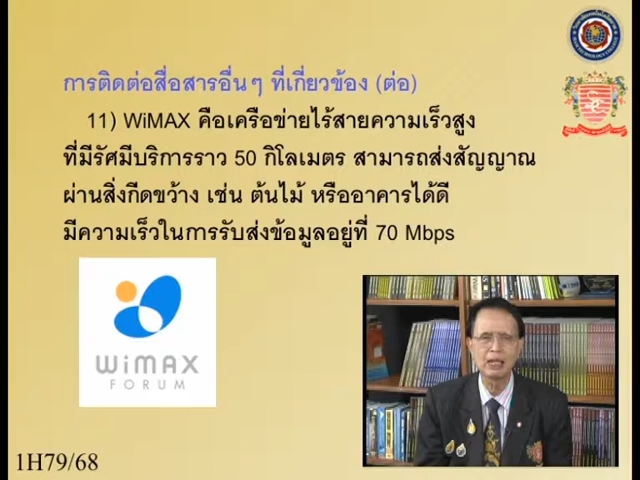 การติดต่อสื่อสารอื่นๆ ที่เกี่ยวข้อง (ต่อ)
11) WiMAX คือเครือข่ายไร้สายความเร็วสูง
ที่มีรัศมีบริการราว 50 กิโลเมตร สามารถส่งสัญญาณ
ผ่านสิ่งกีดขวาง เช่น ต้นไม้ หรืออาคารได้ดี
มีความเร็วในการรับส่งข้อมูลอยู่ที่ 70 Mbps
WiMAX
FORUM
1H79/68